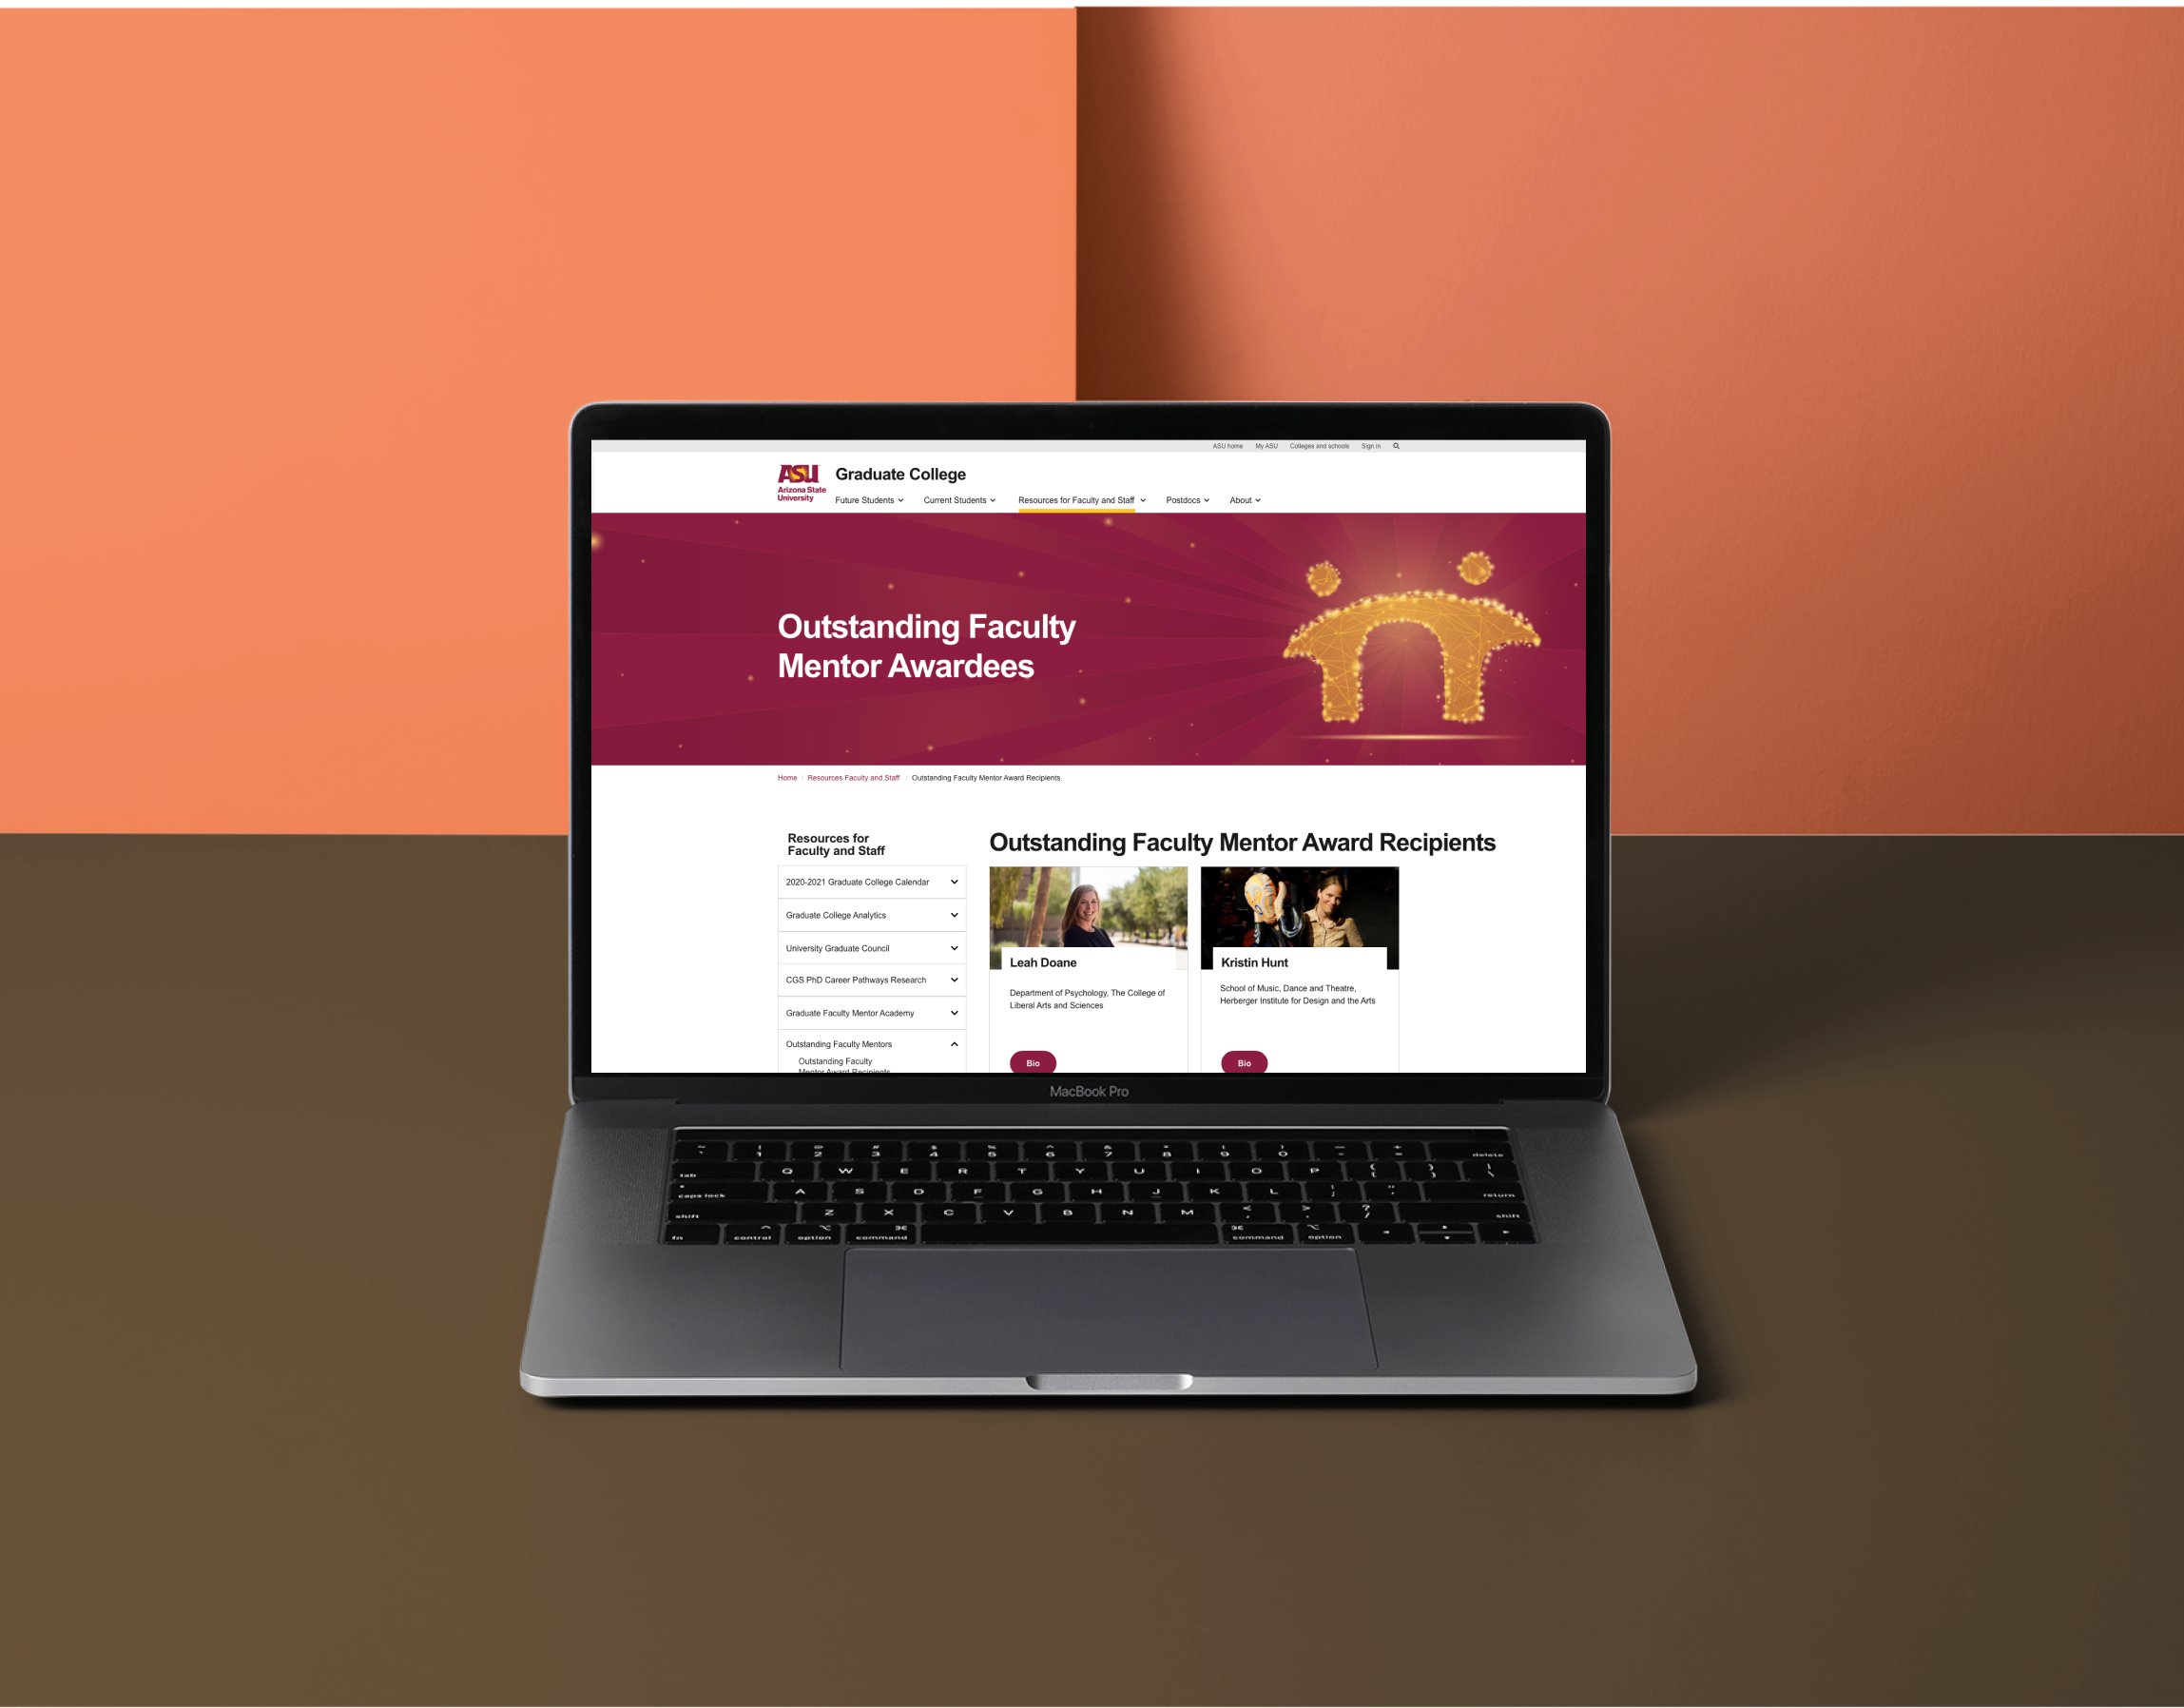 ASU home My ASU Colleges and schools Sign in
ASU
Arizona State
University
Graduate College
Future Students Current Students Resources for Faculty and Staff Postdocs About
Outstanding Faculty
Mentor Awardees
Home / Resources Faculty and Staff / Outstanding Faculty Mentor Award Recipients
Resources for
Faculty and Staff
2020-2021 Graduate College Calendar
Graduate College Analytics
University Graduate Council
CGS PhD Career Pathways Research
Graduate Faculty Mentor Academy
Outstanding Faculty Mentors
Outstanding Faculty
Mentor Award Recipients
Outstanding Faculty Mentor Award Recipients
Leah Doane
Department of Psychology, The College of
Liberal Arts and Sciences
Bio
Kristin Hunt
School of Music, Dance and Theatre,
Herberger Institute for Design and the Arts
Bio
MacBook Pro
~ ! @ # $ % ^ & * ( ) - +
` 1 2 3 4 5 6 7 8 9 0 = delete
tab Q W E R T Y U I O P { [ } ] | \
caps lock A S D F G H J K L : ; " ' return
shift Z X C V B N M < , > . ? / shift
fn control option command command option